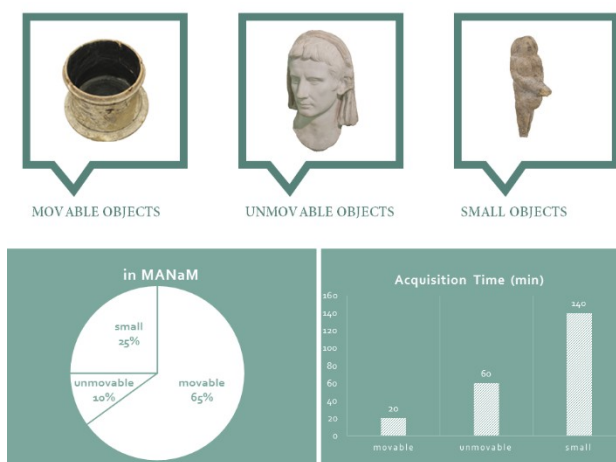 MOVABLE OBJECTS
UNMOVABLE OBJECTS
SMALL OBJECTS
in MANaM
small
25%
unmovable
10%
movable
65%
Acquisition Time (min)
160
140
120
100
80
60
40
20
0
20
60
140
movable
unmovable
small